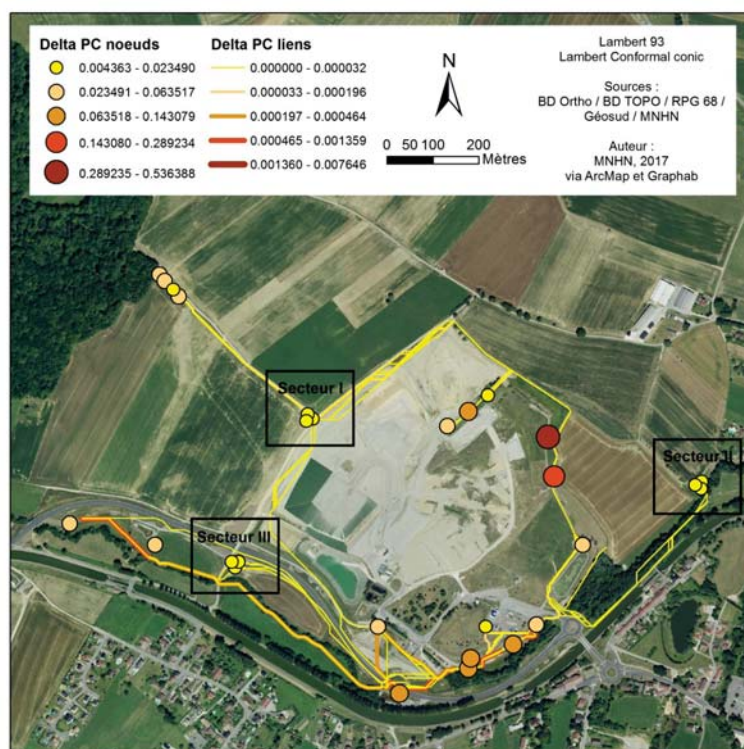 Delta PC noeuds
0.004363 - 0.023490
0.023491 - 0.063517
0.063518 - 0.143079
0.143080 - 0.289234
0.289235 - 0.536388
Delta PC liens
0.000000 - 0.000032
0.000033 - 0.000196
0.000197 - 0.000464
0.000465 - 0.001359
0.001360 - 0.007646
N
0 50 100 200
Mètres
Lambert 93
Lambert Conformal conic
Sources :
BD Ortho / BD TOPO / RPG 68 /
Géosud / MNHN
Auteur :
MNHN, 2017
via ArcMap et Graphab
Secteur I
Secteur II
Secteur III